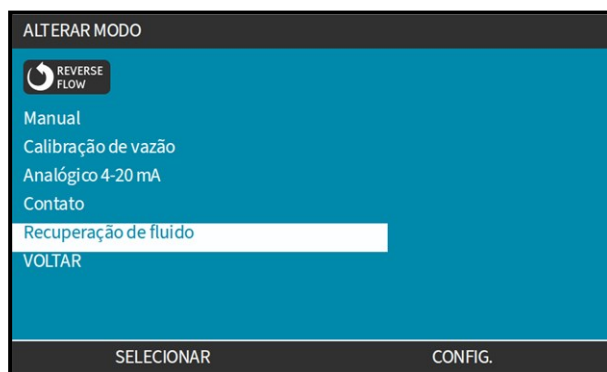 ALTERAR MODO
REVERSE
FLOW
Manual
Calibração de vazão
Analógico 4-20 mA
Contato
Recuperação de fluido
VOLTAR
SELECIONAR CONFIG.